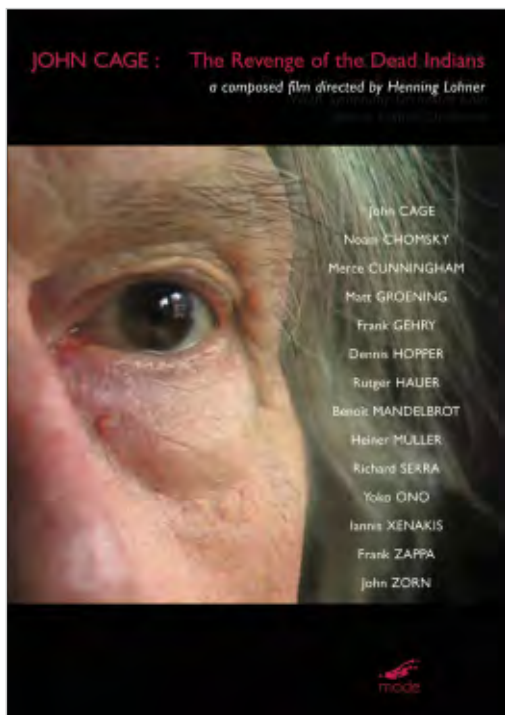 JOHN CAGE : The Revenge of the Dead Indians
a composed film directed by Henning Lohner
John CAGE
Noam CHOMSKY
Merce CUNNINGHAM
Matt GROENING
Frank GEHRY
Dennis HOPPER
Rutger HAUER
Benoît MANDELBROT
Heiner MÜLLER
Richard SERRA
Yoko ONO
Iannis XENAKIS
Frank ZAPPA
John ZORN
mode